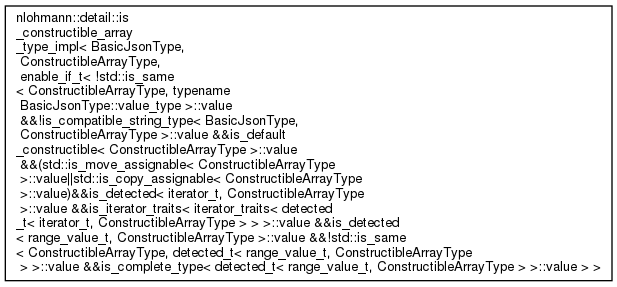 nlohmann::detail::is
_constructible_array
_type_impl< BasicJsonType,
 ConstructibleArrayType,
 enable_if_t< !std::is_same
< ConstructibleArrayType, typename
 BasicJsonType::value_type >::value
 &&!is_compatible_string_type< BasicJsonType,
 ConstructibleArrayType >::value &&is_default
_constructible< ConstructibleArrayType >::value
 &&(std::is_move_assignable< ConstructibleArrayType
 >::value||std::is_copy_assignable< ConstructibleArrayType
 >::value)&&is_detected< iterator_t, ConstructibleArrayType
 >::value &&is_iterator_traits< iterator_traits< detected
_t< iterator_t, ConstructibleArrayType > > >::value &&is_detected
< range_value_t, ConstructibleArrayType >::value &&!std::is_same
< ConstructibleArrayType, detected_t< range_value_t, ConstructibleArrayType
 > >::value &&is_complete_type< detected_t< range_value_t, ConstructibleArrayType > >::value > >